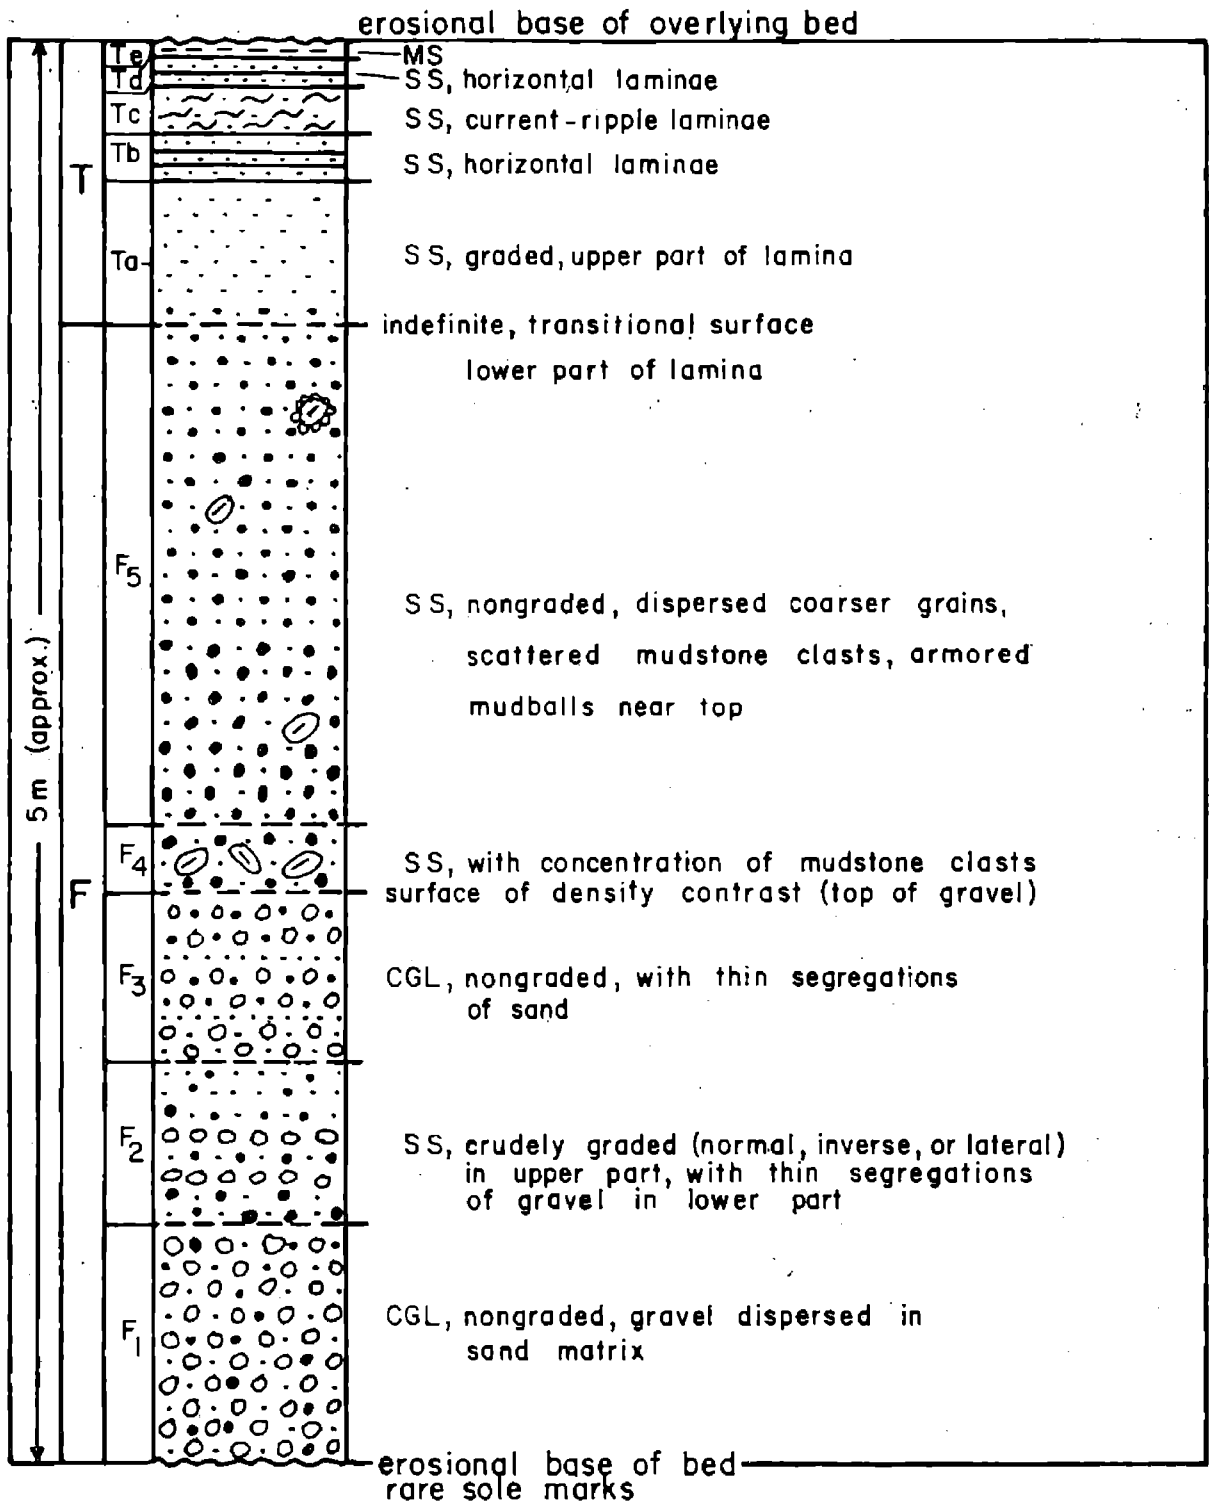 erosional base of overlying bed
Te
MS
Td
SS, horizontal laminae
Tc
SS, current-ripple laminae
Tb
SS, horizontal laminae
T
Ta
SS, graded, upper part of lamina
indefinite, transitional surface
lower part of lamina
F5
SS, nongraded, dispersed coarser grains,
scattered mudstone clasts, armored
mudballs near top
5m (approx.)
F4
SS, with concentration of mudstone clasts
surface of density contrast (top of gravel)
F
F3
CGL, nongraded, with thin segregations
of sand
F2
SS, crudely graded (normal, inverse, or lateral)
in upper part, with thin segregations
of gravel in lower part
F1
CGL, nongraded, gravel dispersed in
sand matrix
erosional base of bed
rare sole marks